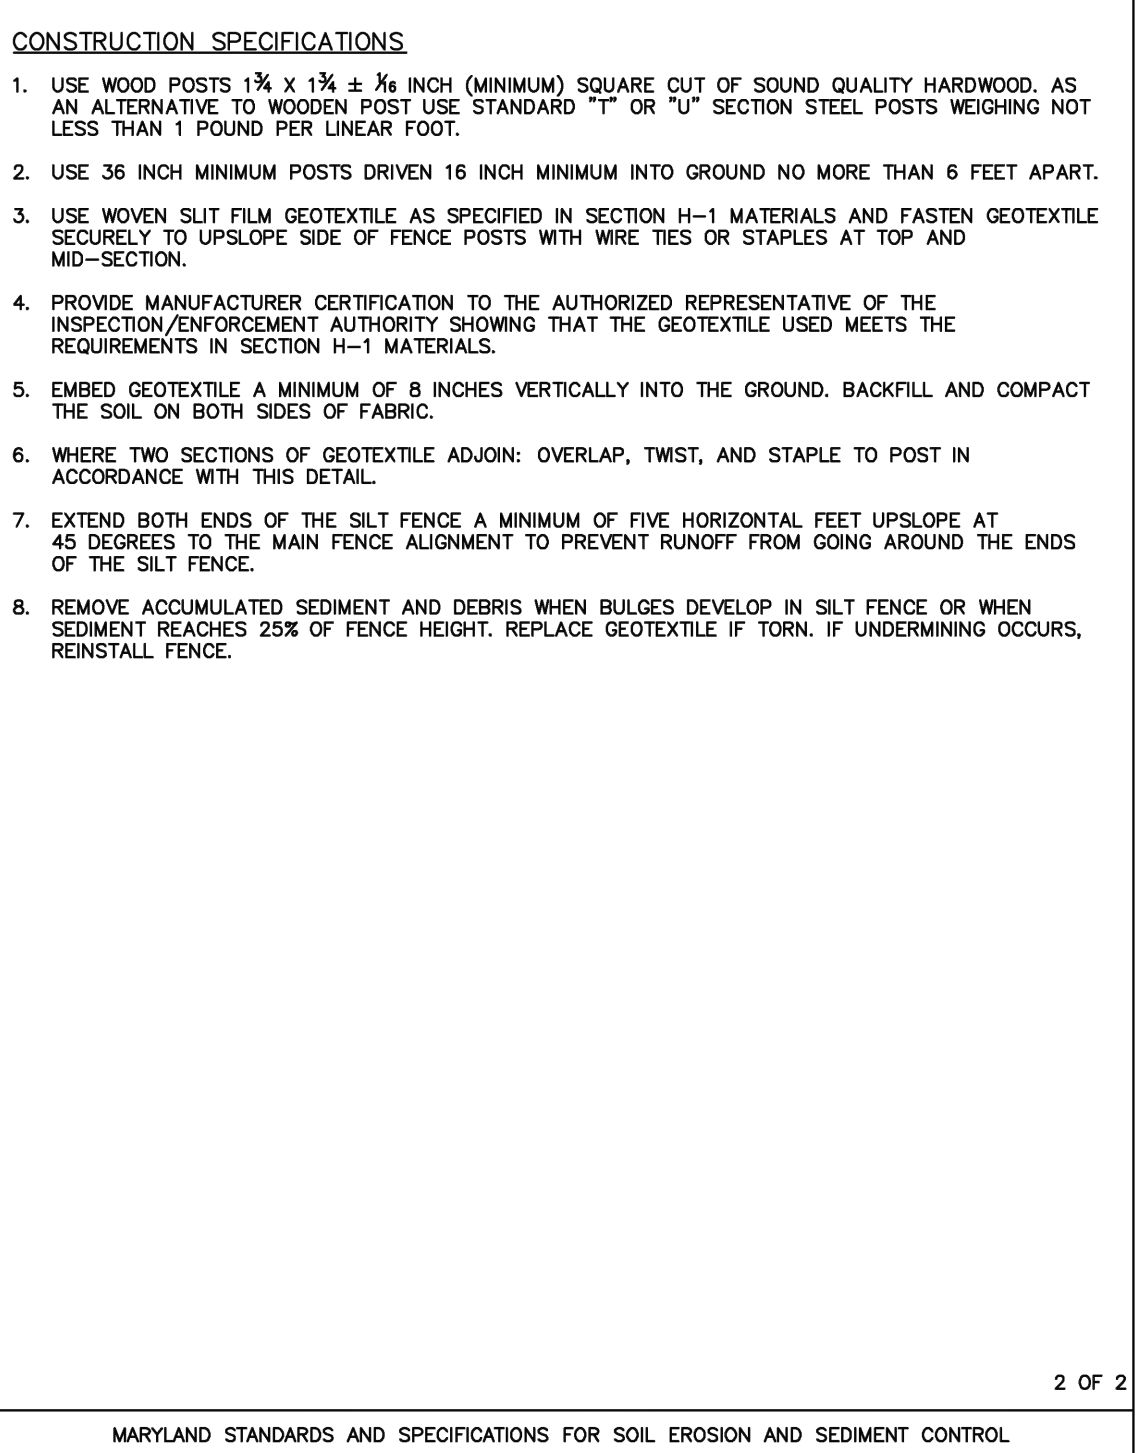 CONSTRUCTION SPECIFICATIONS
1. USE WOOD POSTS 1¾ X 1¾ ± 1⁄16 INCH (MINIMUM) SQUARE CUT OF SOUND QUALITY HARDWOOD. AS
AN ALTERNATIVE TO WOODEN POST USE STANDARD "T" OR "U" SECTION STEEL POSTS WEIGHING NOT
LESS THAN 1 POUND PER LINEAR FOOT.
2. USE 36 INCH MINIMUM POSTS DRIVEN 16 INCH MINIMUM INTO GROUND NO MORE THAN 6 FEET APART.
3. USE WOVEN SLIT FILM GEOTEXTILE AS SPECIFIED IN SECTION H-1 MATERIALS AND FASTEN GEOTEXTILE
SECURELY TO UPSLOPE SIDE OF FENCE POSTS WITH WIRE TIES OR STAPLES AT TOP AND
MID-SECTION.
4. PROVIDE MANUFACTURER CERTIFICATION TO THE AUTHORIZED REPRESENTATIVE OF THE
INSPECTION/ENFORCEMENT AUTHORITY SHOWING THAT THE GEOTEXTILE USED MEETS THE
REQUIREMENTS IN SECTION H-1 MATERIALS.
5. EMBED GEOTEXTILE A MINIMUM OF 8 INCHES VERTICALLY INTO THE GROUND. BACKFILL AND COMPACT
THE SOIL ON BOTH SIDES OF FABRIC.
6. WHERE TWO SECTIONS OF GEOTEXTILE ADJOIN: OVERLAP, TWIST, AND STAPLE TO POST IN
ACCORDANCE WITH THIS DETAIL.
7. EXTEND BOTH ENDS OF THE SILT FENCE A MINIMUM OF FIVE HORIZONTAL FEET UPSLOPE AT
45 DEGREES TO THE MAIN FENCE ALIGNMENT TO PREVENT RUNOFF FROM GOING AROUND THE ENDS
OF THE SILT FENCE.
8. REMOVE ACCUMULATED SEDIMENT AND DEBRIS WHEN BULGES DEVELOP IN SILT FENCE OR WHEN
SEDIMENT REACHES 25% OF FENCE HEIGHT. REPLACE GEOTEXTILE IF TORN. IF UNDERMINING OCCURS,
REINSTALL FENCE.
2 OF 2
MARYLAND STANDARDS AND SPECIFICATIONS FOR SOIL EROSION AND SEDIMENT CONTROL